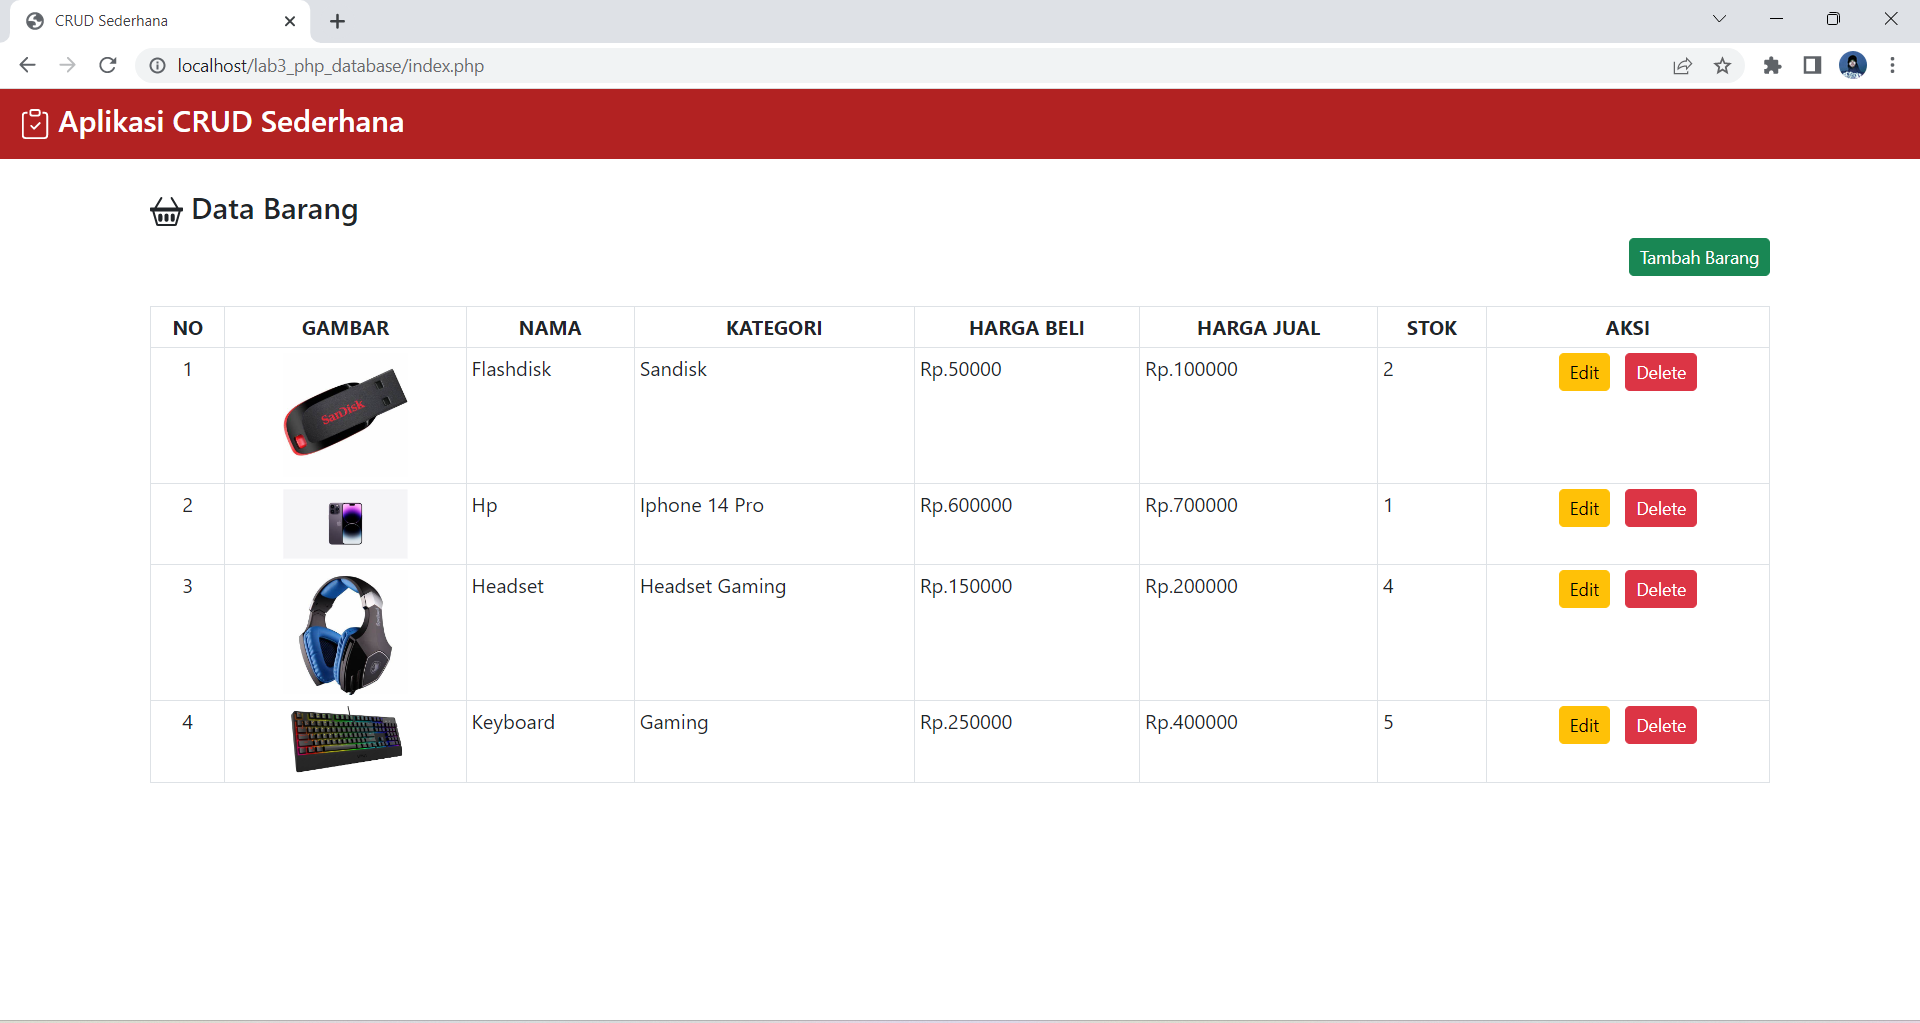 CRUD Sederhana
localhost/lab3_php_database/index.php
Aplikasi CRUD Sederhana
Data Barang
Tambah Barang
NO GAMBAR NAMA KATEGORI HARGA BELI HARGA JUAL STOK AKSI
1 SanDisk Flashdisk Sandisk Rp.50000 Rp.100000 2 Edit Delete
2 Hp Iphone 14 Pro Rp.600000 Rp.700000 1 Edit Delete
3 Headset Headset Gaming Rp.150000 Rp.200000 4 Edit Delete
4 Keyboard Gaming Rp.250000 Rp.400000 5 Edit Delete